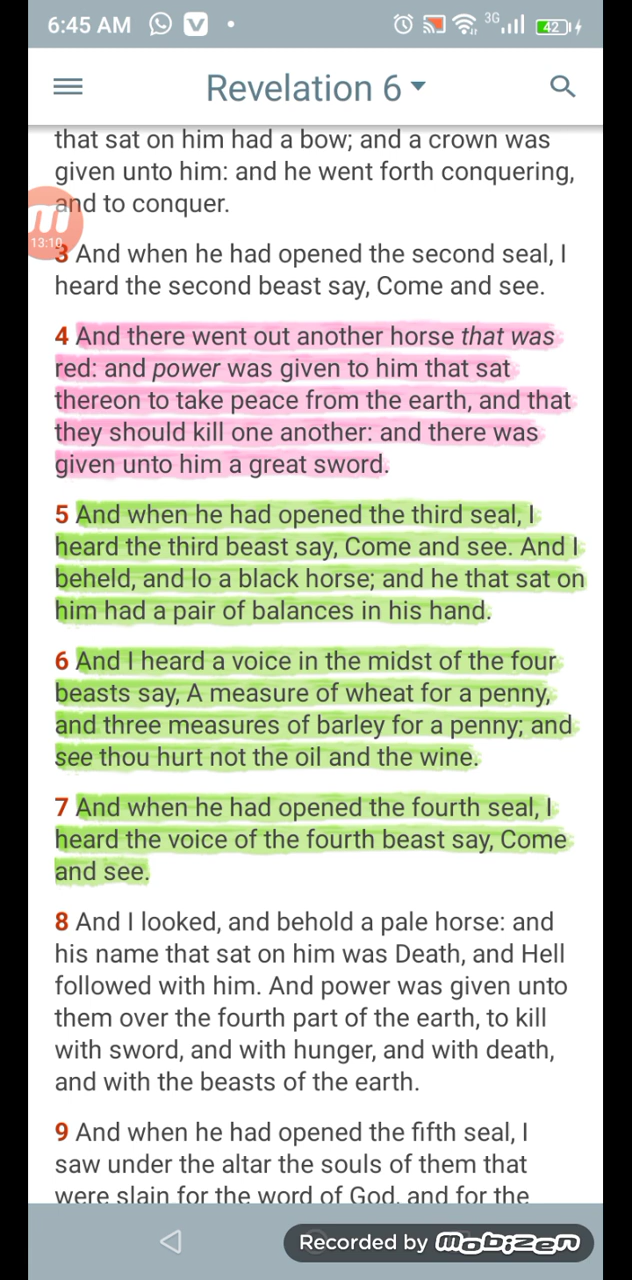 6:45 AM
3G
42
Revelation 6
that sat on him had a bow; and a crown was
given unto him: and he went forth conquering,
and to conquer.
13:10
3 And when he had opened the second seal, I
heard the second beast say, Come and see.
4 And there went out another horse that was
red: and power was given to him that sat
thereon to take peace from the earth, and that
they should kill one another: and there was
given unto him a great sword.
5 And when he had opened the third seal, I
heard the third beast say, Come and see. And I
beheld, and lo a black horse; and he that sat on
him had a pair of balances in his hand.
6 And I heard a voice in the midst of the four
beasts say, A measure of wheat for a penny,
and three measures of barley for a penny; and
see thou hurt not the oil and the wine.
7 And when he had opened the fourth seal, I
heard the voice of the fourth beast say, Come
and see.
8 And I looked, and behold a pale horse: and
his name that sat on him was Death, and Hell
followed with him. And power was given unto
them over the fourth part of the earth, to kill
with sword, and with hunger, and with death,
and with the beasts of the earth.
9 And when he had opened the fifth seal, I
saw under the altar the souls of them that
were slain for the word of God, and for the
Recorded by mobizen